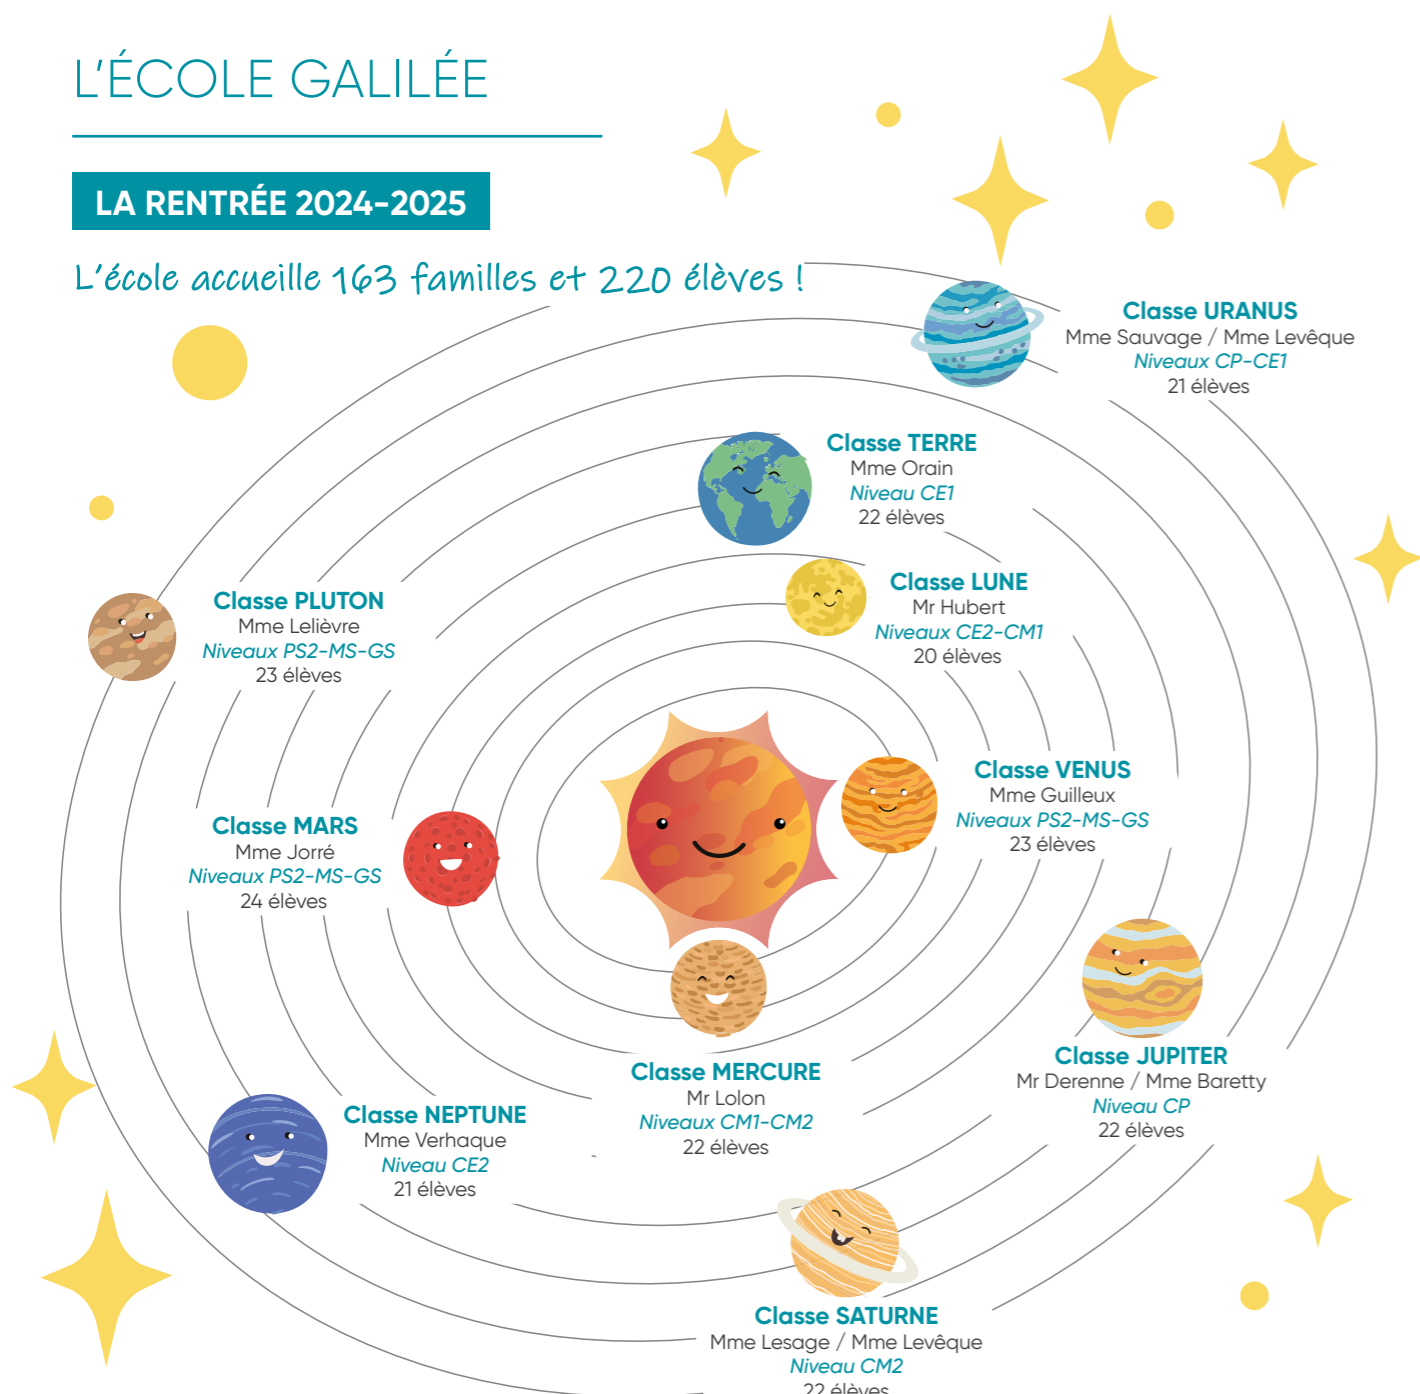 L'ÉCOLE GALILÉE
LA RENTRÉE 2024-2025
L'école accueille 163 familles et 220 élèves !
Classe URANUS
Mme Sauvage / Mme Levêque
Niveaux CP-CE1
21 élèves
Classe TERRE
Mme Orain
Niveau CE1
22 élèves
Classe LUNE
Mr Hubert
Niveaux CE2-CM1
20 élèves
Classe PLUTON
Mme Lelièvre
Niveaux PS2-MS-GS
23 élèves
Classe VENUS
Mme Guilleux
Niveaux PS2-MS-GS
23 élèves
Classe MARS
Mme Jorré
Niveaux PS2-MS-GS
24 élèves
Classe JUPITER
Mr Derenne / Mme Baretty
Niveau CP
22 élèves
Classe MERCURE
Mr Lolon
Niveaux CM1-CM2
22 élèves
Classe NEPTUNE
Mme Verhaque
Niveau CE2
21 élèves
Classe SATURNE
Mme Lesage / Mme Levêque
Niveau CM2
22 élèves